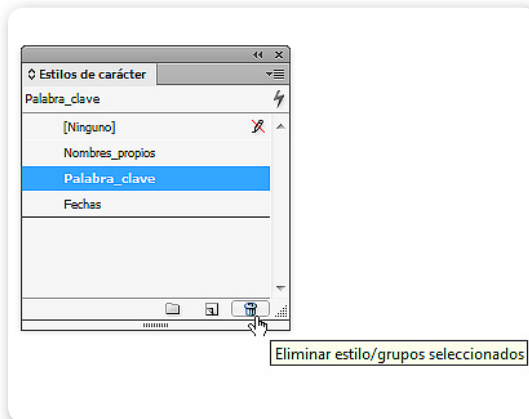 Estilos de carácter
Palabra_clave
[Ninguno]
Nombres_propios
Palabra_clave
Fechas
Eliminar estilo/grupos seleccionados